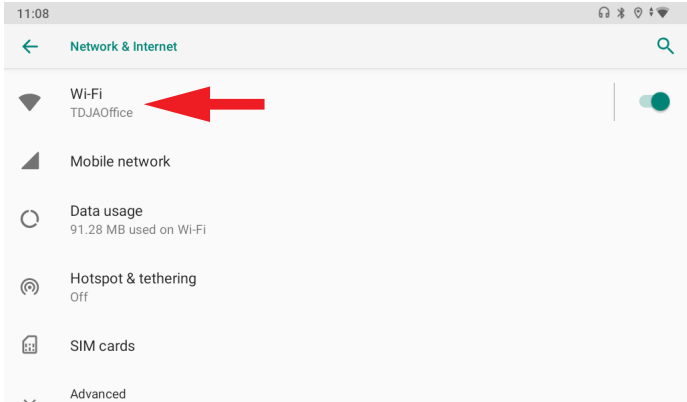 11:08
Network & Internet
Wi-Fi
TDJAOffice
Mobile network
Data usage
91.28 MB used on Wi-Fi
Hotspot & tethering
Off
SIM cards
Advanced